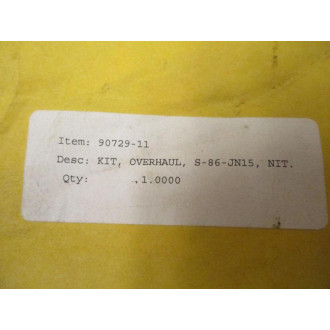 Item: 90729-11
Desc: KIT, OVERHAUL, S-86-JN15, NIT.
Qty: .1.0000